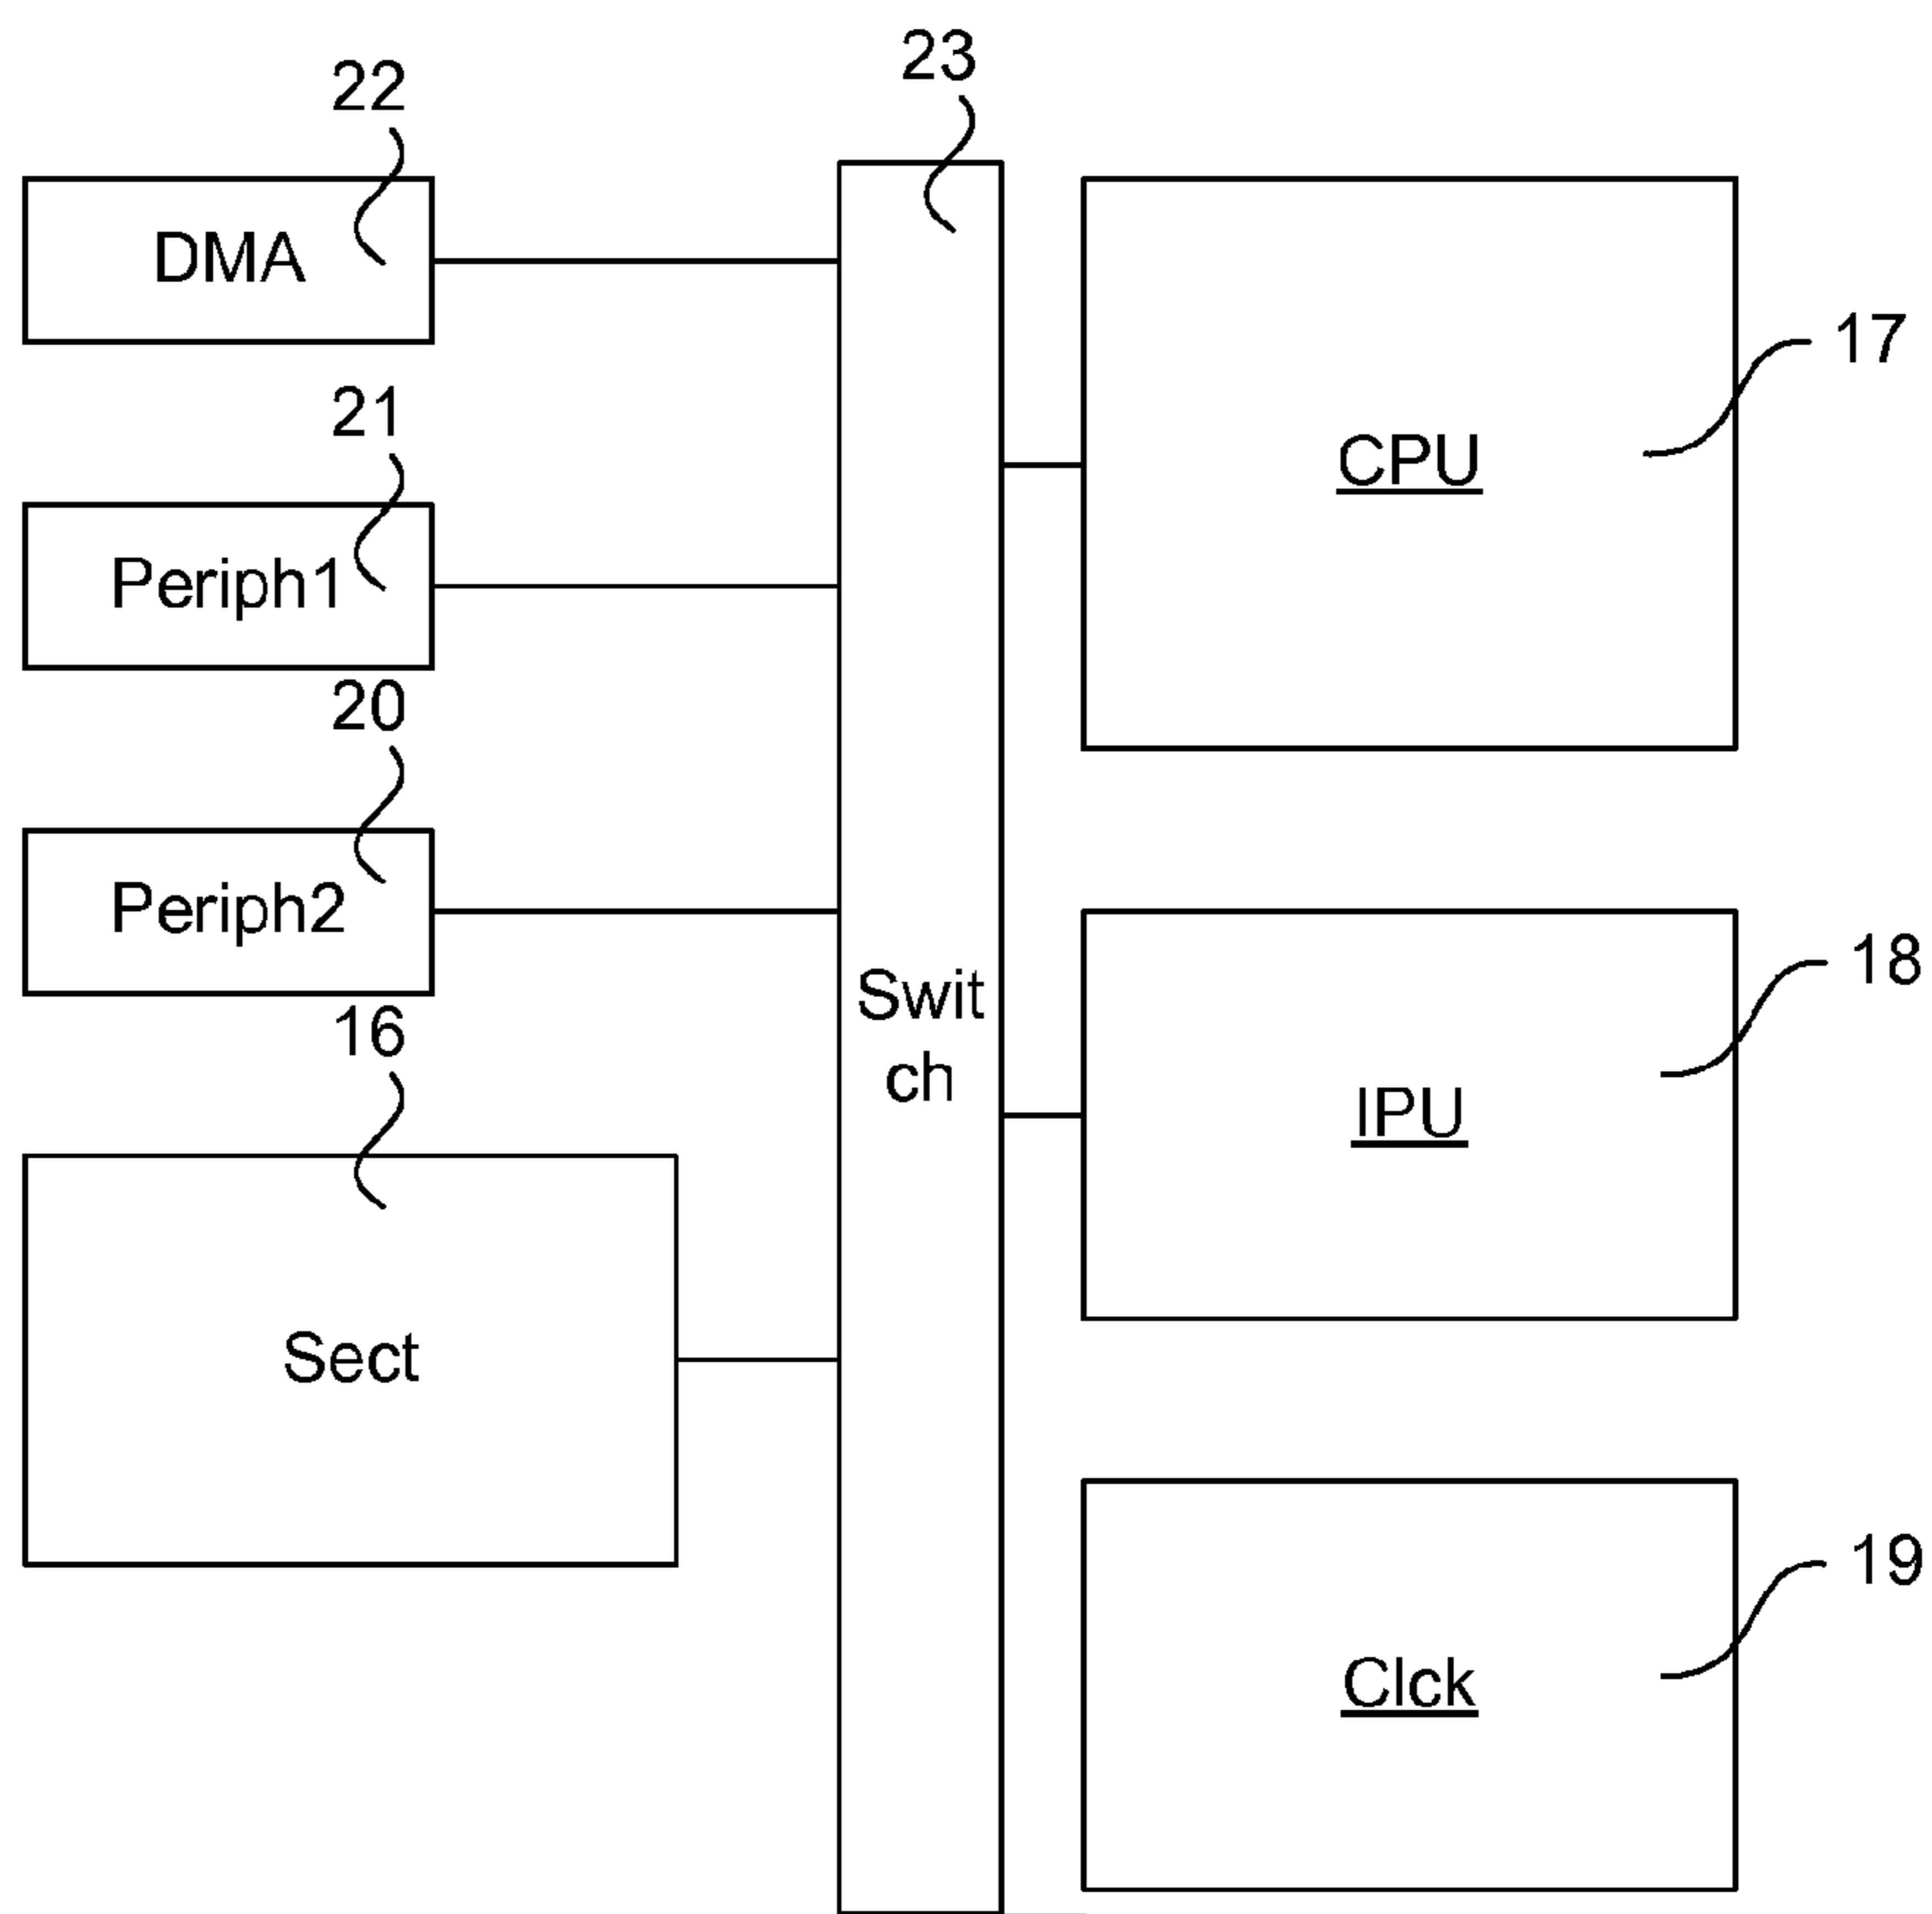 23
22
DMA
17
21
CPU
Periph1
20
Periph2
18
Swit
ch
16
IPU
Sect
19
Clck